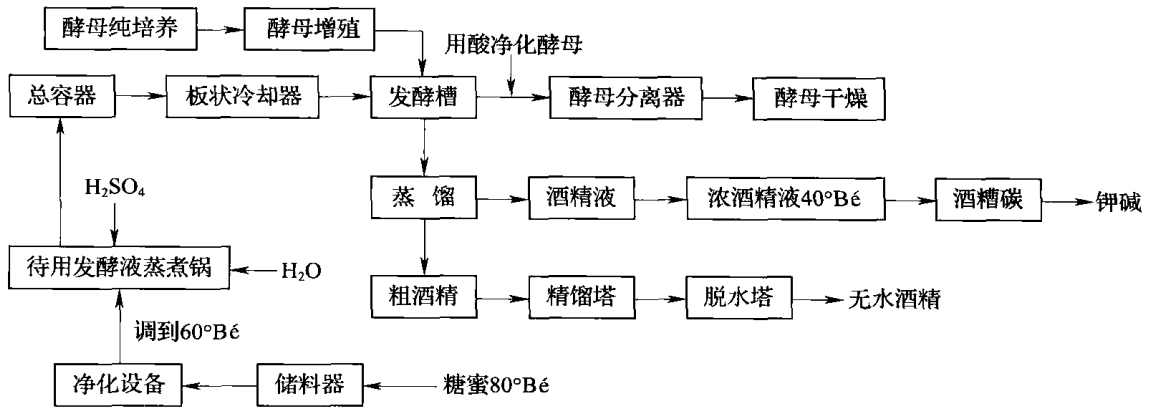 酵母纯培养
酵母增殖
用酸净化酵母
总容器
板状冷却器
发酵槽
酵母分离器
酵母干燥
H₂SO₄
蒸 馏
酒精液
浓酒精液40°Bé
酒糟碳
钾碱
待用发酵液蒸煮锅
H₂O
粗酒精
精馏塔
脱水塔
无水酒精
调到60°Bé
净化设备
储料器
糖蜜80°Bé